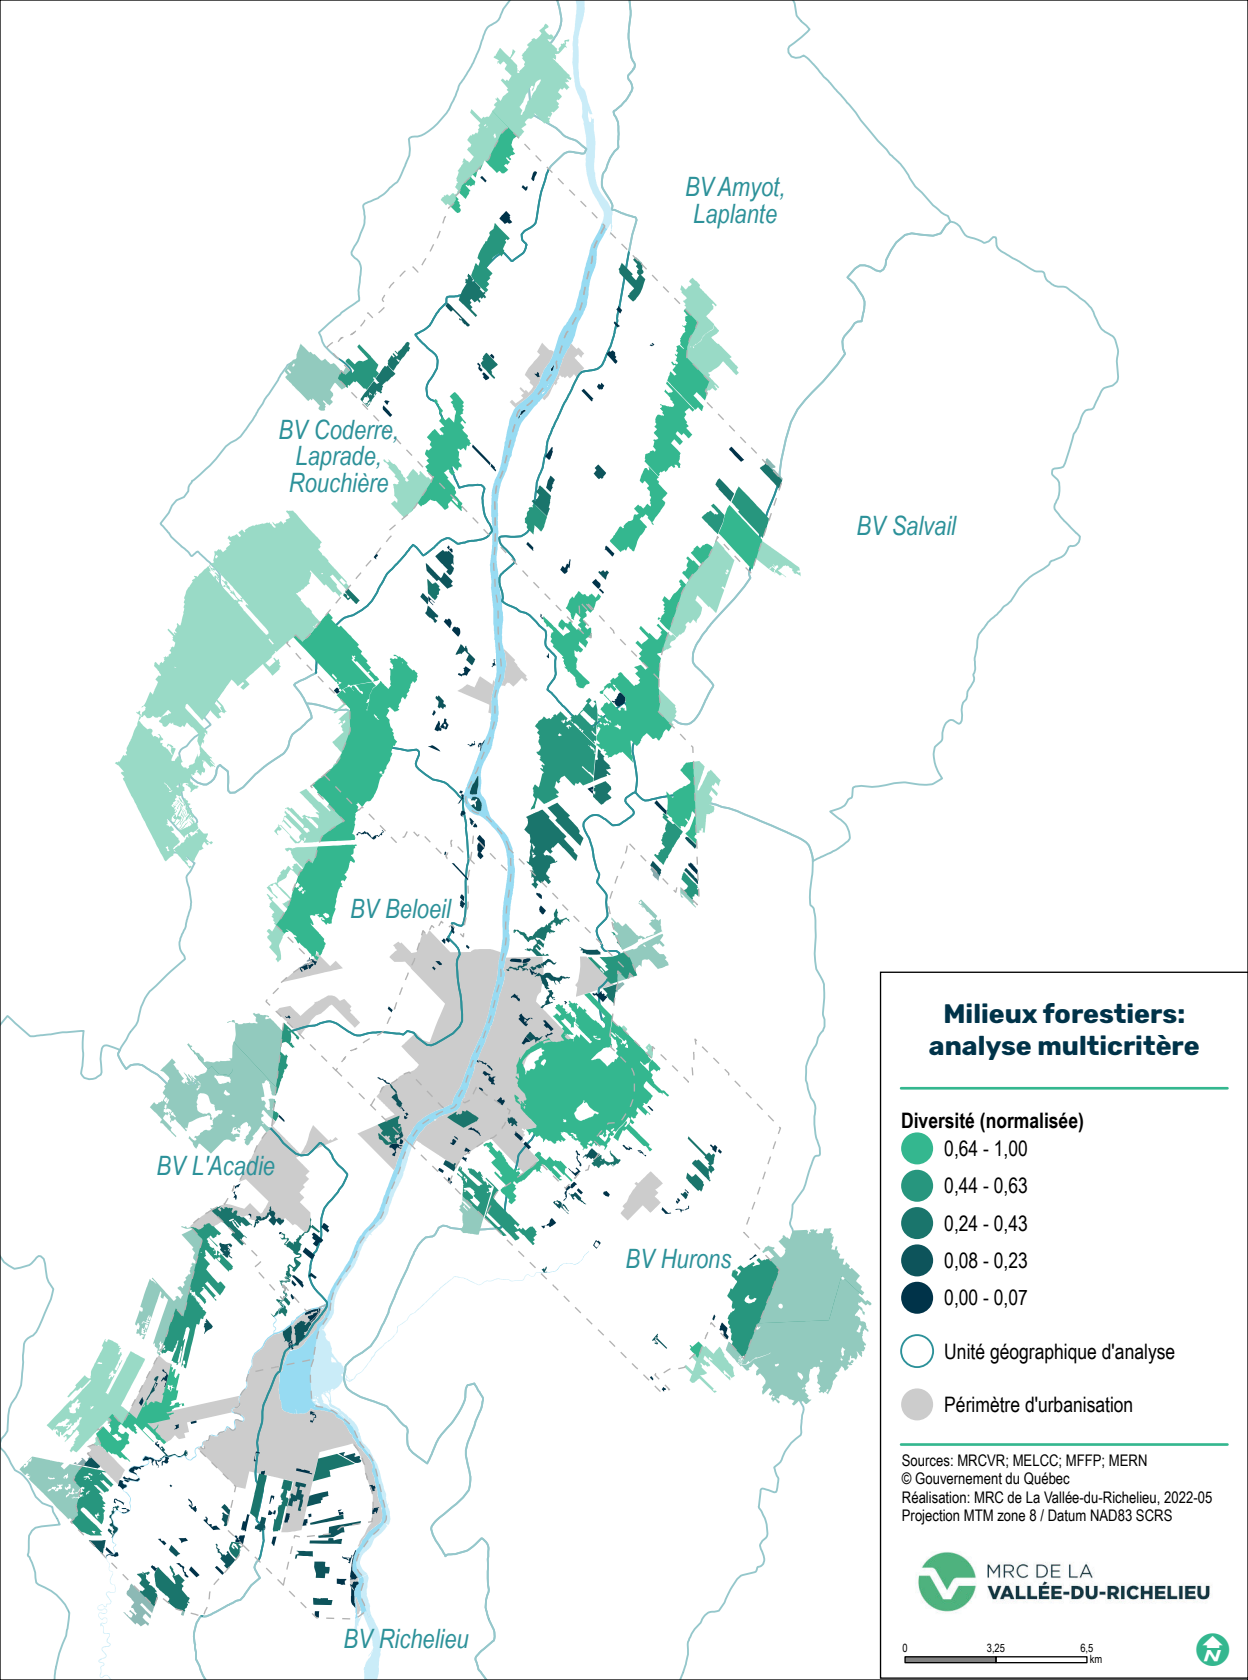 BV Amyot,
Laplante
BV Coderre,
Laprade,
Rouchière
BV Salvail
BV Beloeil
BV L'Acadie
BV Hurons
BV Richelieu
Milieux forestiers:
analyse multicritère
Diversité (normalisée)
0,64 - 1,00
0,44 - 0,63
0,24 - 0,43
0,08 - 0,23
0,00 - 0,07
Unité géographique d'analyse
Périmètre d'urbanisation
Sources: MRCVR; MELCC; MFFP; MERN
© Gouvernement du Québec
Réalisation: MRC de La Vallée-du-Richelieu, 2022-05
Projection MTM zone 8 / Datum NAD83 SCRS
MRC DE LA
VALLÉE-DU-RICHELIEU
0 3,25 6,5
km
N